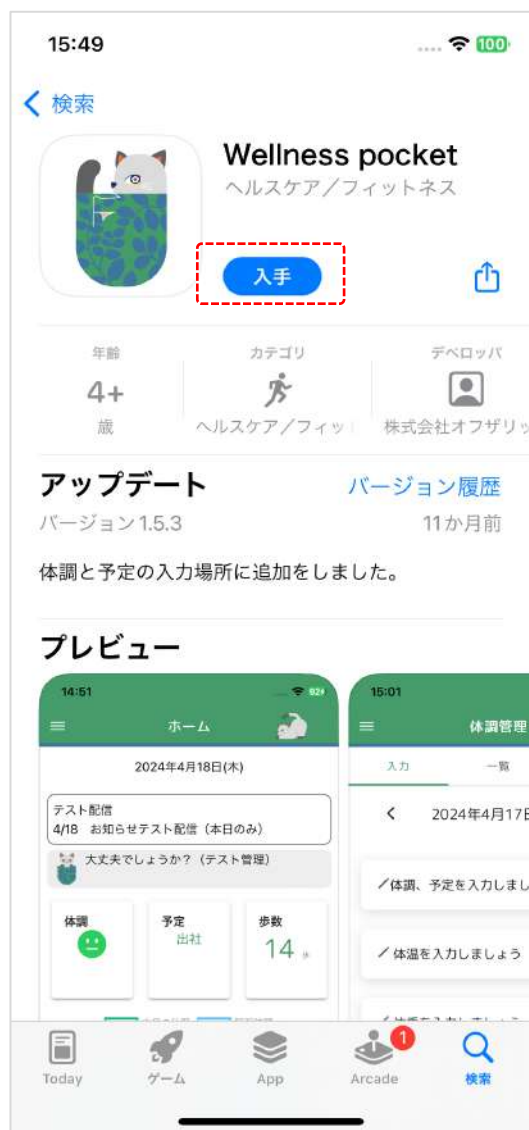 15:49
100
検索
Wellness pocket
ヘルスケア／フィットネス
入手
年齢
4+
歳
カテゴリ
ヘルスケア／フィッ
デベロッパ
株式会社オフザリッ
アップデート
バージョン履歴
バージョン 1.5.3
11か月前
体調と予定の入力場所に追加をしました。
プレビュー
14:51
92
ホーム
2024年4月18日(木)
テスト配信
4/18 お知らせテスト配信（本日のみ）
大丈夫でしょうか？（テスト管理）
体調
予定
出社
歩数
14
15:01
体調管理
入力
一覧
2024年4月17日
体調、予定を入力しまし
体温を入力しましょう
Today
ゲーム
App
Arcade
1
検索